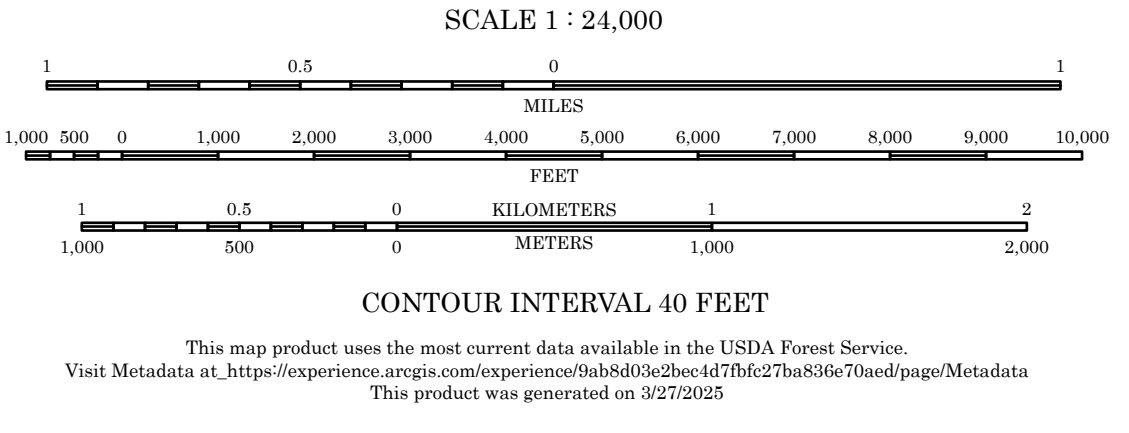 SCALE 1 : 24,000
1 0.5 0 1
MILES
1,000 500 0 1,000 2,000 3,000 4,000 5,000 6,000 7,000 8,000 9,000 10,000
FEET
1 0.5 0 KILOMETERS 1 2
1,000 500 0 METERS 1,000 2,000
CONTOUR INTERVAL 40 FEET
This map product uses the most current data available in the USDA Forest Service.
Visit Metadata at_https://experience.arcgis.com/experience/9ab8d03e2bec4d7fbfc27ba836e70aed/page/Metadata
This product was generated on 3/27/2025